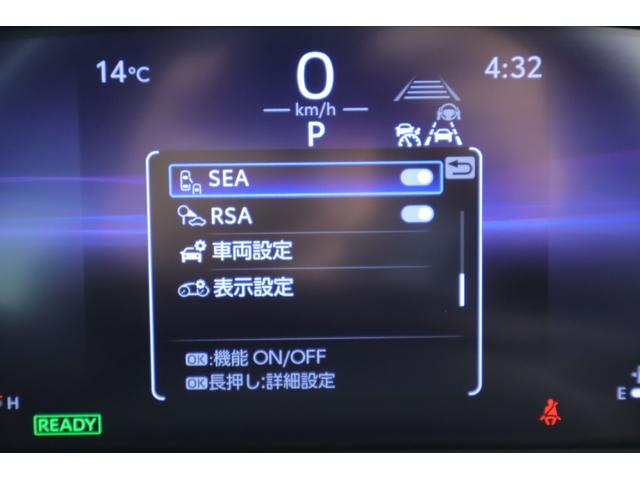 14℃
0
km/h
P
4:32
SEA
RSA
車両設定
表示設定
OK:機能 ON/OFF
OK長押し:詳細設定
H
E
READY